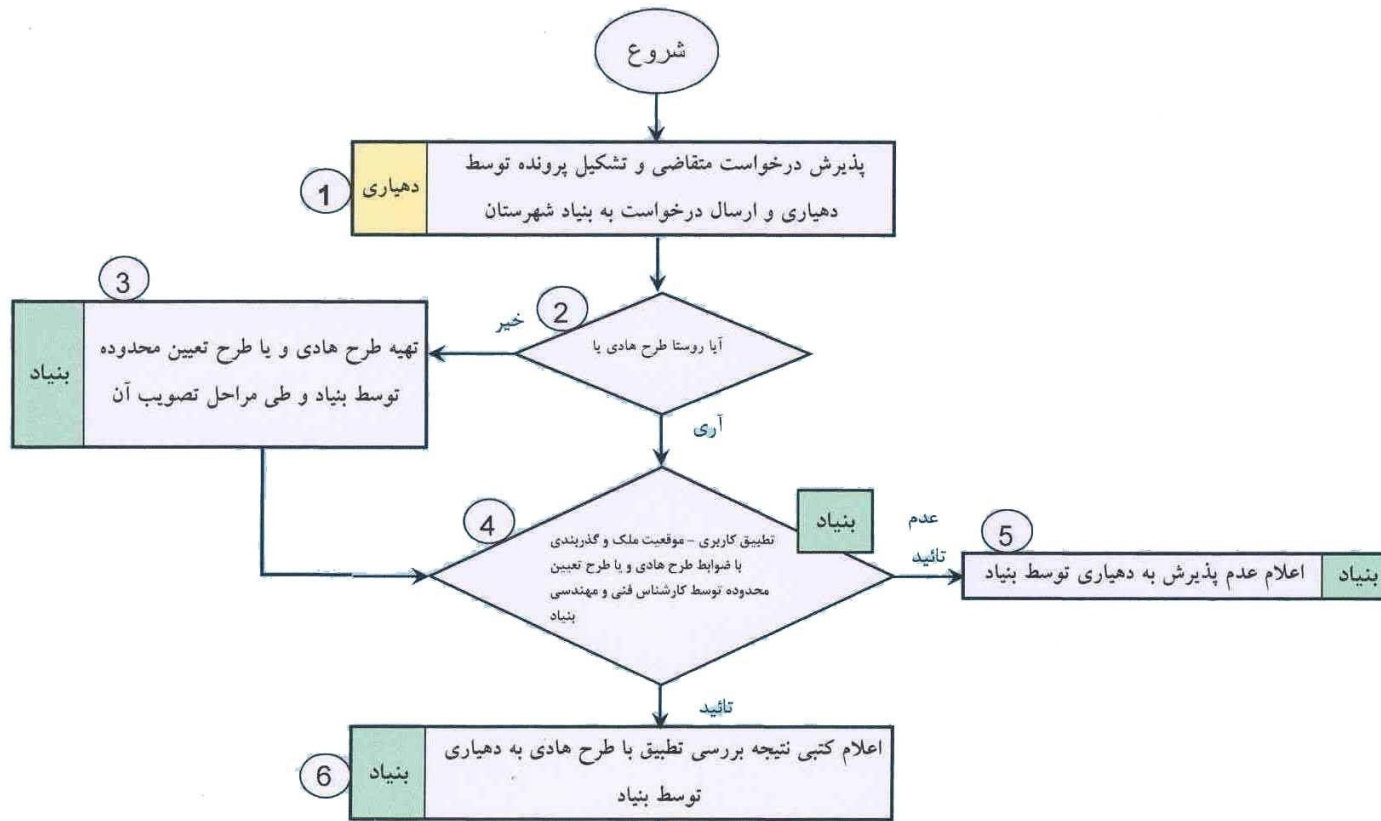 شروع
پذیرش درخواست متقاضی و تشکیل پرونده توسط
دهیاری و ارسال درخواست به بنیاد شهرستان
دهیاری
1
2
آیا روستا طرح هادی یا
خیر
آری
3
تهیه طرح هادی و یا طرح تعیین محدوده
توسط بنیاد و طی مراحل تصویب آن
بنیاد
4
تطبیق کاربری – موقعیت ملک و گذربندی
با ضوابط طرح هادی و یا طرح تعیین
محدوده توسط کارشناس فنی و مهندسی
بنیاد
بنیاد
عدم
تائید
5
بنیاد
اعلام عدم پذیرش به دهیاری توسط بنیاد
تائید
اعلام کتبی نتیجه بررسی تطبیق با طرح هادی به دهیاری
توسط بنیاد
بنیاد
6